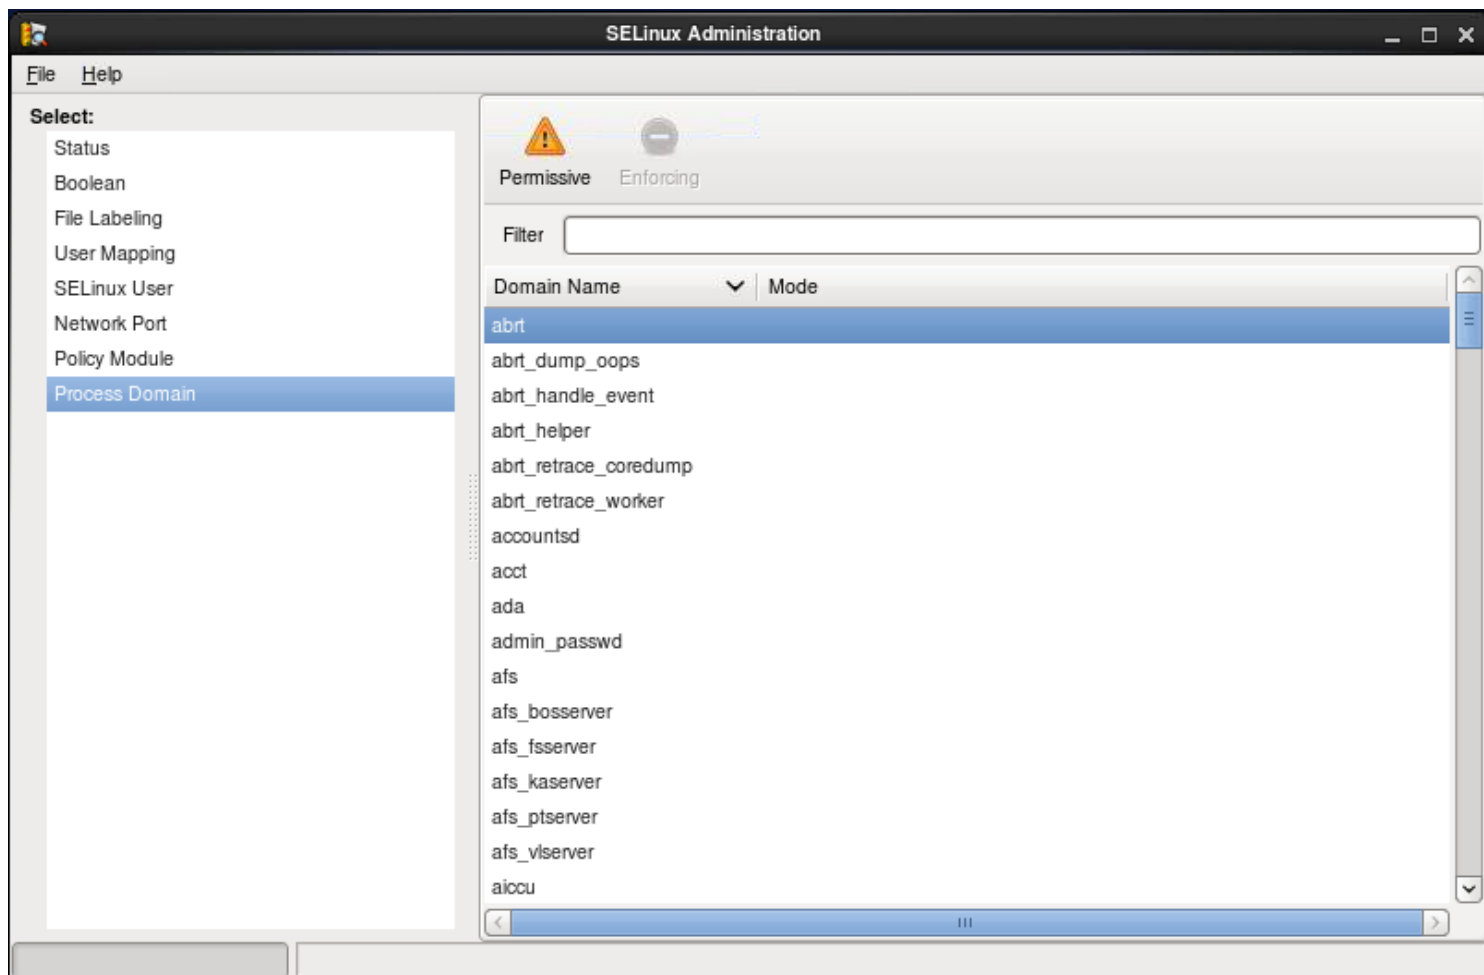 SELinux Administration
File Help
Select:
Status
Boolean
File Labeling
User Mapping
SELinux User
Network Port
Policy Module
Process Domain
Permissive Enforcing
Filter
Domain Name Mode
abrt
abrt_dump_oops
abrt_handle_event
abrt_helper
abrt_retrace_coredump
abrt_retrace_worker
accountsd
acct
ada
admin_passwd
afs
afs_bosserver
afs_fsserver
afs_kaserver
afs_ptserver
afs_vlserver
aiccu